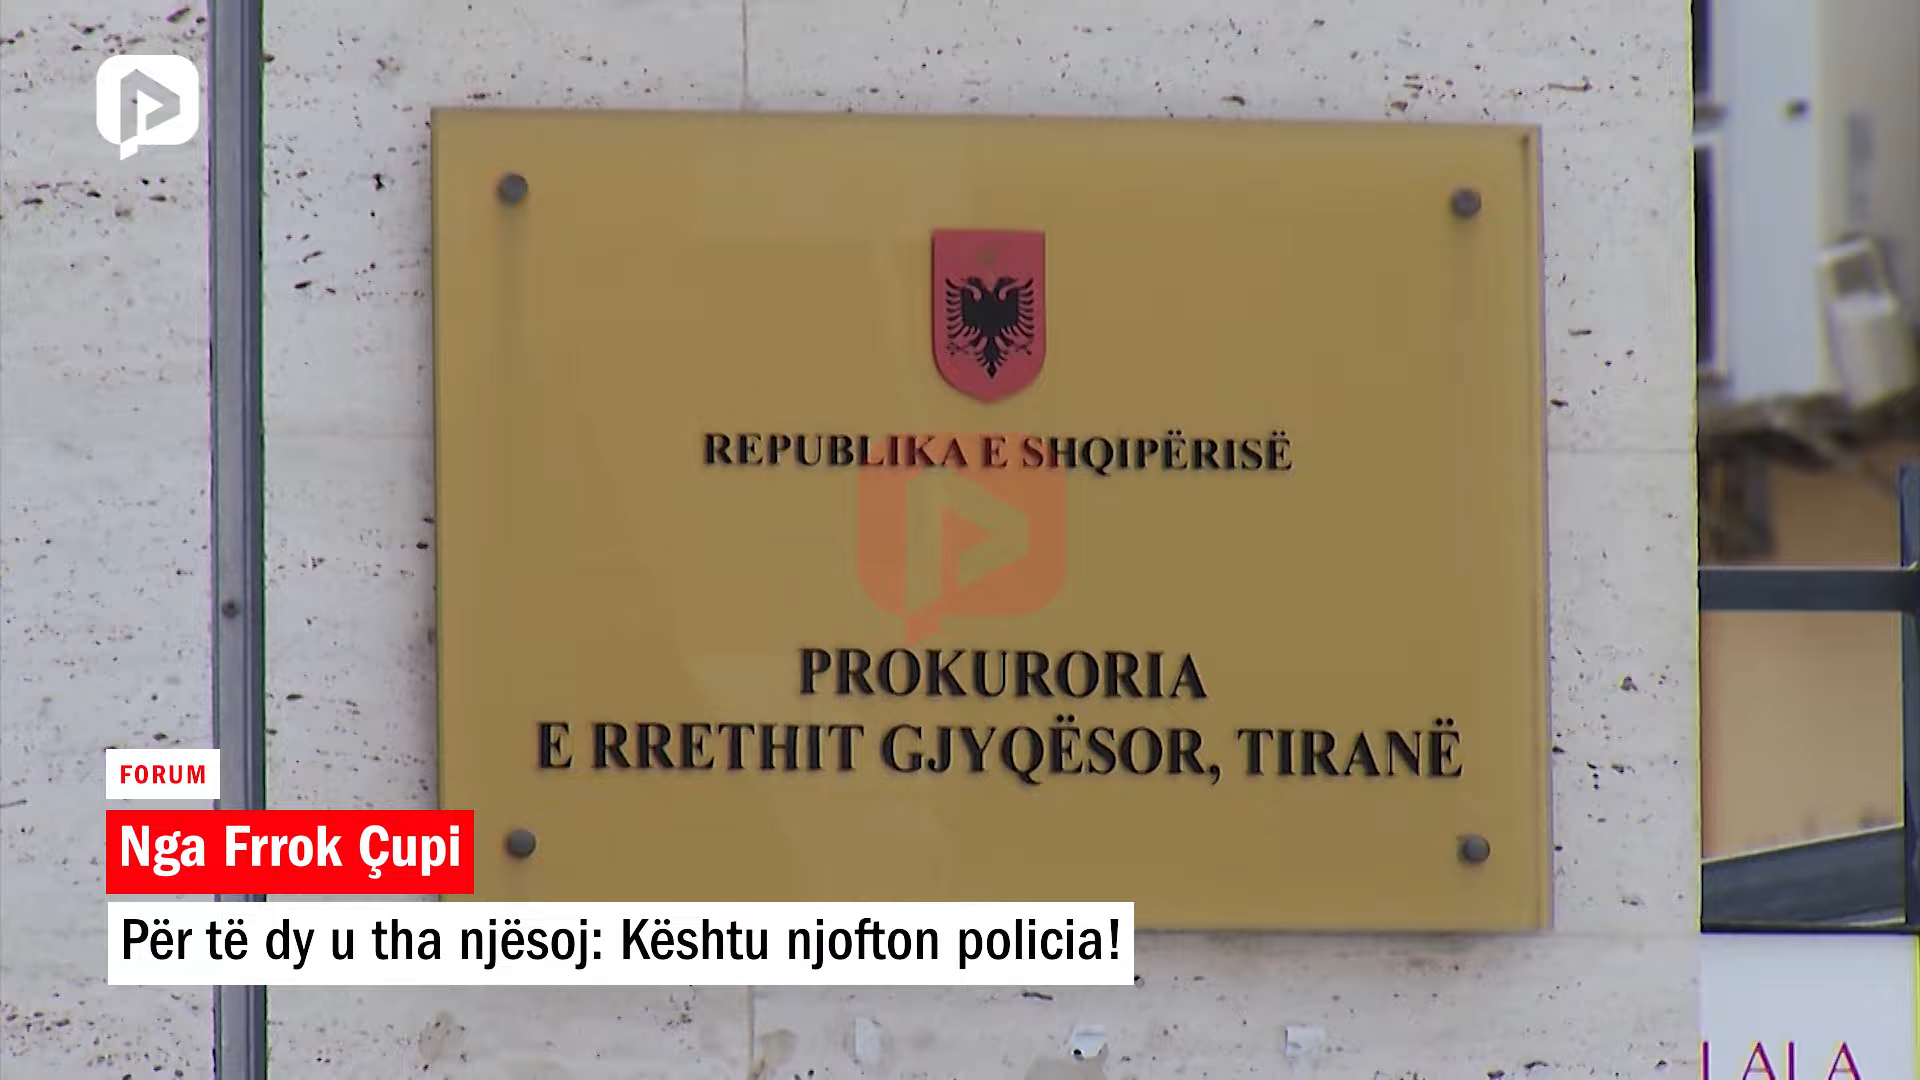 REPUBLIKA E SHQIPËRISË
PROKURORIA
E RRETHIT GJYQËSOR, TIRANË
FORUM
Nga Frrok Çupi
Për të dy u tha njësoj: Kështu njofton policia!